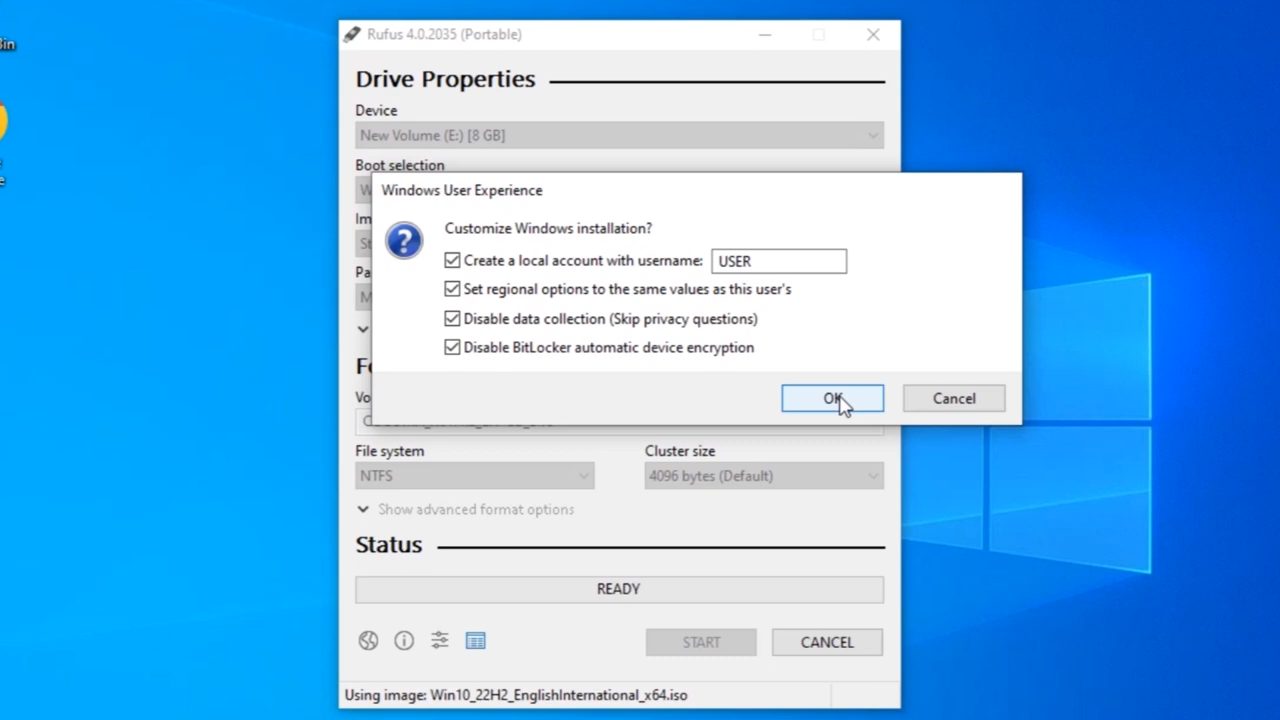 Bin
Rufus 4.0.2035 (Portable)
Drive Properties
Device
New Volume (E:) [8 GB]
Boot selection
Windows User Experience
Customize Windows installation?
Create a local account with username: USER
Set regional options to the same values as this user's
Disable data collection (Skip privacy questions)
Disable BitLocker automatic device encryption
OK
Cancel
File system
Cluster size
NTFS
4096 bytes (Default)
Show advanced format options
Status
READY
START
CANCEL
Using image: Win10_22H2_EnglishInternational_x64.iso